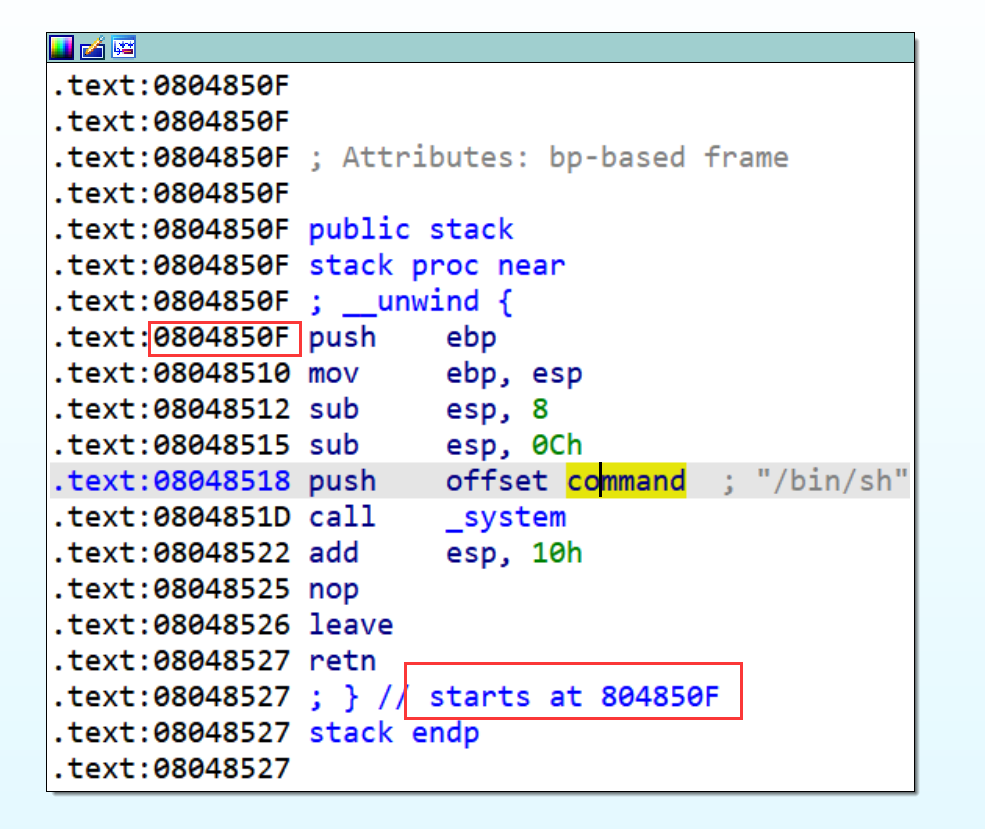 .text:0804850F
.text:0804850F
.text:0804850F ; Attributes: bp-based frame
.text:0804850F
.text:0804850F public stack
.text:0804850F stack proc near
.text:0804850F ; __unwind {
.text:0804850F push    ebp
.text:08048510 mov     ebp, esp
.text:08048512 sub     esp, 8
.text:08048515 sub     esp, 0Ch
.text:08048518 push    offset command  ; "/bin/sh"
.text:0804851D call    _system
.text:08048522 add     esp, 10h
.text:08048525 nop
.text:08048526 leave
.text:08048527 retn
.text:08048527 ; } // starts at 804850F
.text:08048527 stack endp
.text:08048527